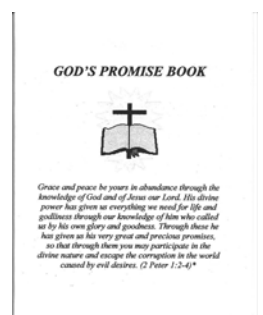 GOD'S PROMISE BOOK
Grace and peace be yours in abundance through the
knowledge of God and of Jesus our Lord. His divine
power has given us everything we need for life and
godliness through our knowledge of him who called
us by his own glory and goodness. Through these he
has given us his very great and precious promises,
so that through them you may participate in the
divine nature and escape the corruption in the world
caused by evil desires. (2 Peter 1:2-4)*